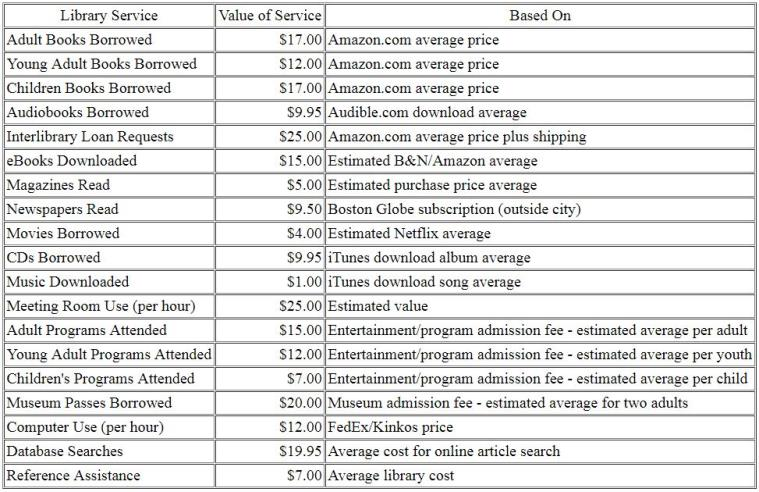 Library Service Value of Service Based On
Adult Books Borrowed $17.00 Amazon.com average price
Young Adult Books Borrowed $12.00 Amazon.com average price
Children Books Borrowed $17.00 Amazon.com average price
Audiobooks Borrowed $9.95 Audible.com download average
Interlibrary Loan Requests $25.00 Amazon.com average price plus shipping
eBooks Downloaded $15.00 Estimated B&N/Amazon average
Magazines Read $5.00 Estimated purchase price average
Newspapers Read $9.50 Boston Globe subscription (outside city)
Movies Borrowed $4.00 Estimated Netflix average
CDs Borrowed $9.95 iTunes download album average
Music Downloaded $1.00 iTunes download song average
Meeting Room Use (per hour) $25.00 Estimated value
Adult Programs Attended $15.00 Entertainment/program admission fee - estimated average per adult
Young Adult Programs Attended $12.00 Entertainment/program admission fee - estimated average per youth
Children's Programs Attended $7.00 Entertainment/program admission fee - estimated average per child
Museum Passes Borrowed $20.00 Museum admission fee - estimated average for two adults
Computer Use (per hour) $12.00 FedEx/Kinkos price
Database Searches $19.95 Average cost for online article search
Reference Assistance $7.00 Average library cost